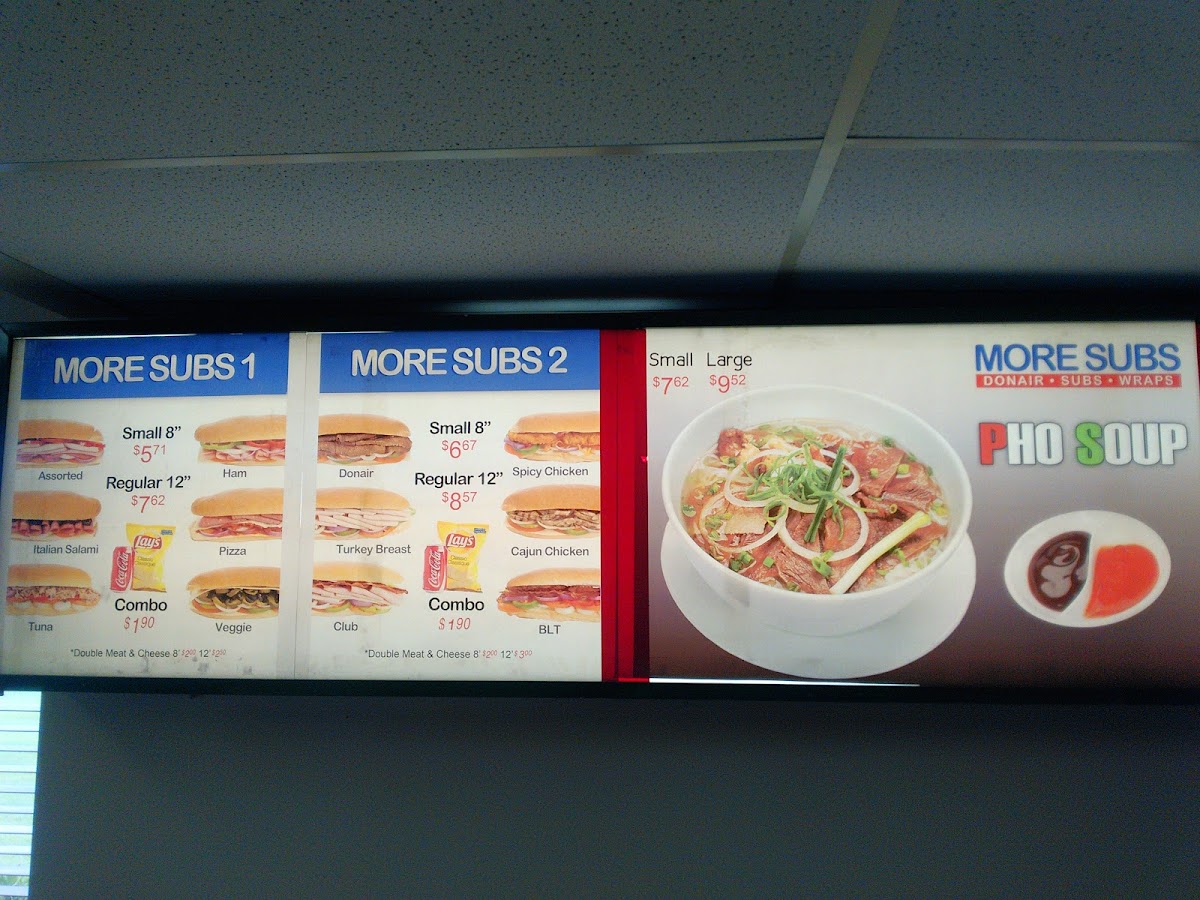 MORE SUBS 1
Small 8”
$5.71
Assorted
Ham
Regular 12”
$7.62
Italian Salami
Pizza
Lay's
Coca-Cola
Combo
$1.90
Tuna
Veggie
*Double Meat & Cheese 8' $2.00 12' $2.50
MORE SUBS 2
Small 8”
$6.67
Donair
Spicy Chicken
Regular 12”
$8.57
Turkey Breast
Cajun Chicken
Lay's
Coca-Cola
Combo
$1.90
Club
BLT
*Double Meat & Cheese 8' $2.00 12' $3.00
Small Large
$7.62 $9.52
MORE SUBS
DONAIR • SUBS • WRAPS
PHO SOUP